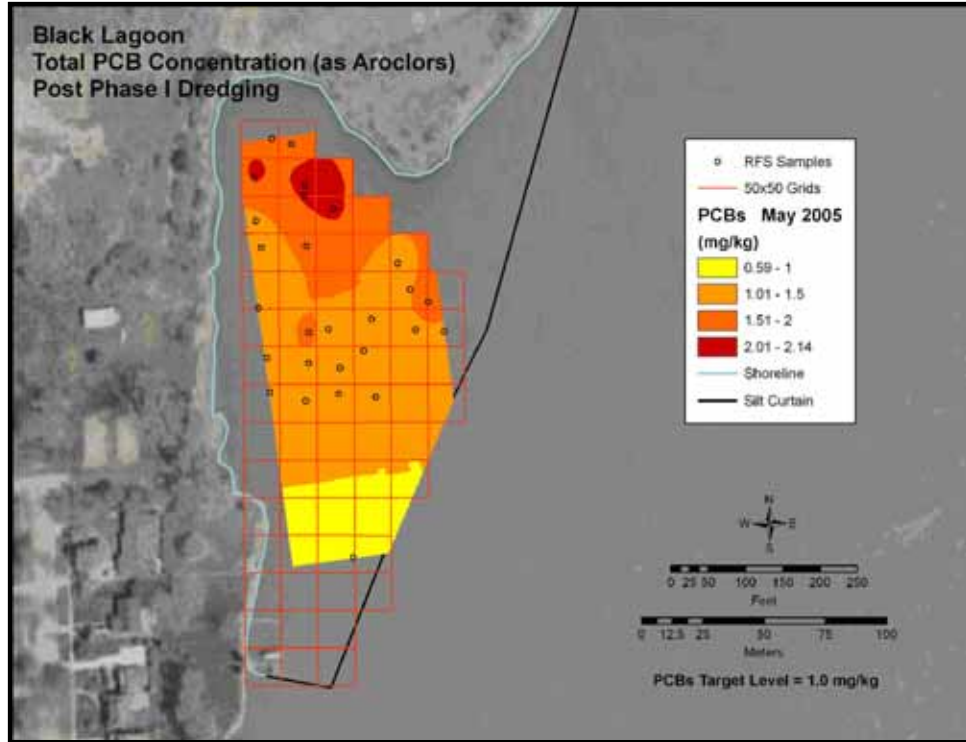 Black Lagoon
Total PCB Concentration (as Aroclors)
Post Phase I Dredging
RFS Samples
50x50 Grids
PCBs May 2005
(mg/kg)
0.59 - 1
1.01 - 1.5
1.51 - 2
2.01 - 2.14
Shoreline
Silt Curtain
N
W E
S
0 25 50 100 150 200 250
Feet
0 12.5 25 50 75 100
Meters
PCBs Target Level = 1.0 mg/kg